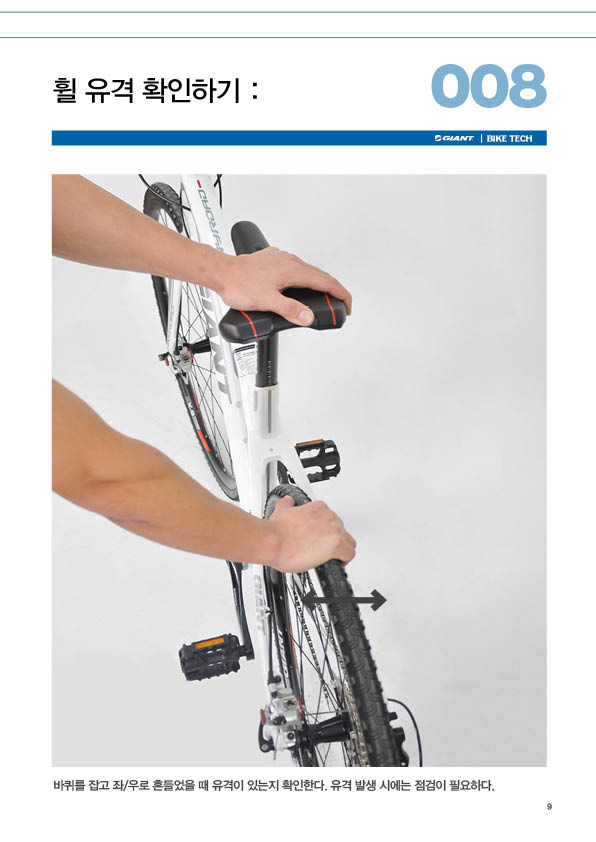 휠 유격 확인하기 :
008
GIANT | BIKE TECH
GIANT
GIANT
바퀴를 잡고 좌/우로 흔들었을 때 유격이 있는지 확인한다. 유격 발생 시에는 점검이 필요하다.
9